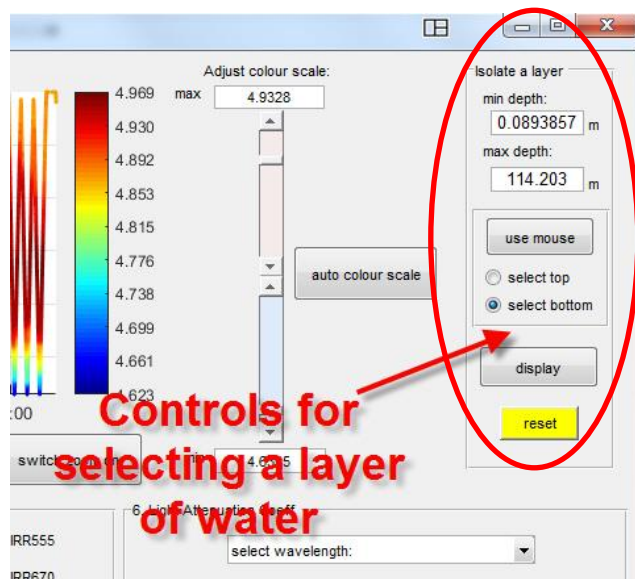 Adjust colour scale:
max 4.9328
4.969
4.930
4.892
4.853
4.815
4.776
4.738
4.699
4.661
4.623
:00
auto colour scale
Isolate a layer
min depth:
0.0893857 m
max depth:
114.203 m
use mouse
select top
select bottom
display
reset
Controls for
selecting a layer
of water
switch
min
6. Light Attenuation Coeff
select wavelength:
IRR555
IRR670